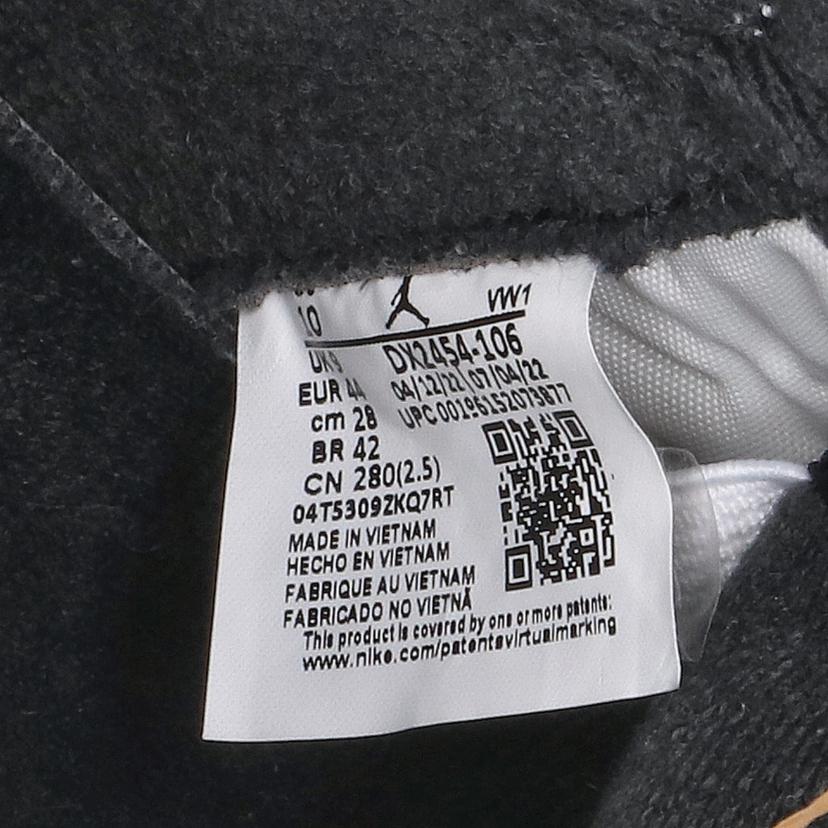 10
VW1
UK 9
DX2454-106
EUR 44
04/12/22 07/04/22
cm 28
UPC 00196152073877
BR 42
CN 280(2.5)
04T5309ZKQ7RT
MADE IN VIETNAM
HECHO EN VIETNAM
FABRIQUE AU VIETNAM
FABRICADO NO VIETNÃ
This product is covered by one or more patents:
www.nike.com/patentsvirtualmarking